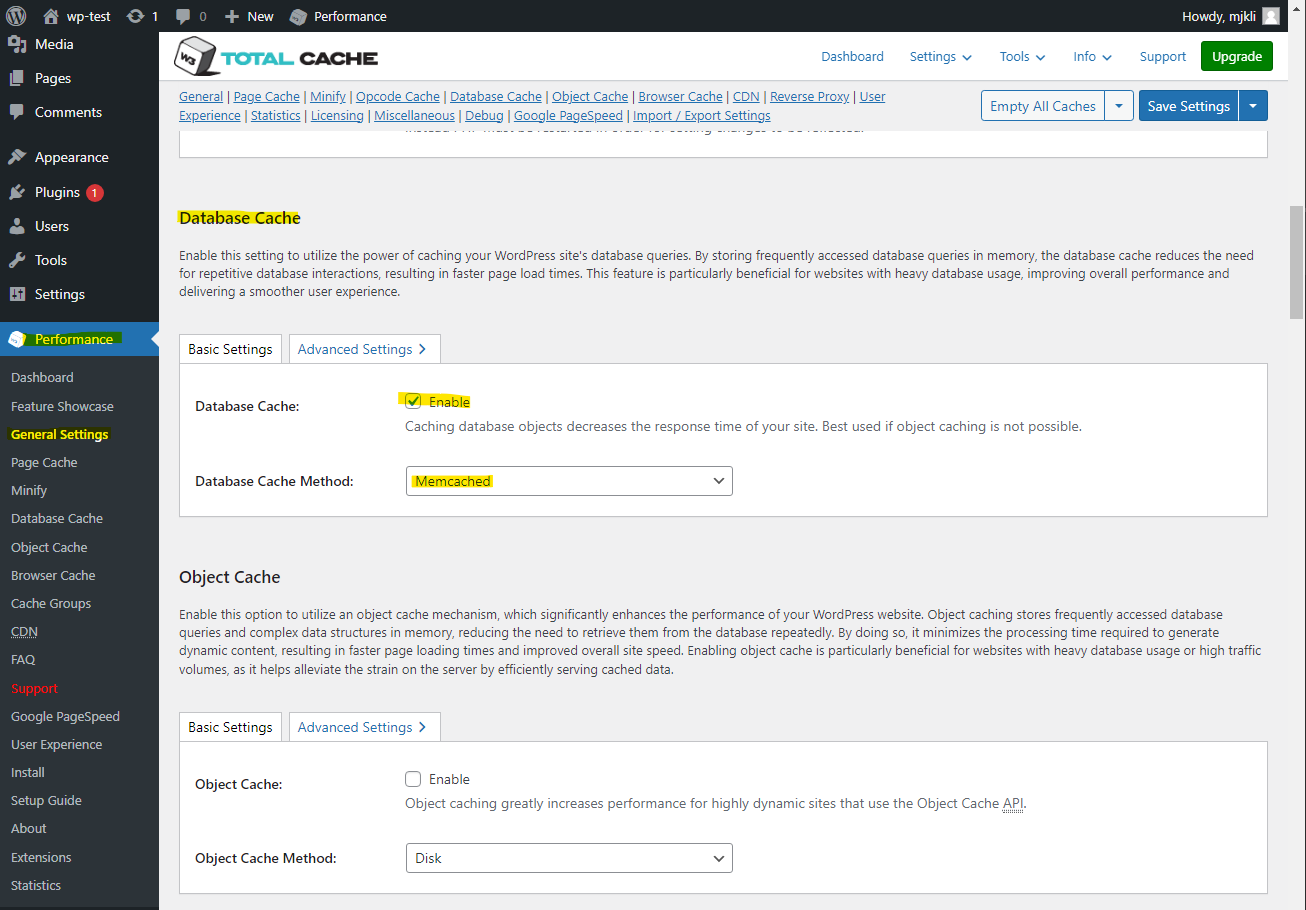 wp-test 1 0 New Performance Howdy, mjkli
Media
Pages
Comments
Appearance
Plugins 1
Users
Tools
Settings
Performance
Dashboard
Feature Showcase
General Settings
Page Cache
Minify
Database Cache
Object Cache
Browser Cache
Cache Groups
CDN
FAQ
Support
Google PageSpeed
User Experience
Install
Setup Guide
About
Extensions
Statistics
W3 TOTAL CACHE Dashboard Settings Tools Info Support Upgrade
General | Page Cache | Minify | Opcode Cache | Database Cache | Object Cache | Browser Cache | CDN | Reverse Proxy | User
Experience | Statistics | Licensing | Miscellaneous | Debug | Google PageSpeed | Import / Export Settings
Empty All Caches Save Settings
instead PHP must be restarted in order for setting changes to be reflected.
Database Cache
Enable this setting to utilize the power of caching your WordPress site's database queries. By storing frequently accessed database queries in memory, the database cache reduces the need
for repetitive database interactions, resulting in faster page load times. This feature is particularly beneficial for websites with heavy database usage, improving overall performance and
delivering a smoother user experience.
Basic Settings Advanced Settings
Database Cache: Enable
Caching database objects decreases the response time of your site. Best used if object caching is not possible.
Database Cache Method: Memcached
Object Cache
Enable this option to utilize an object cache mechanism, which significantly enhances the performance of your WordPress website. Object caching stores frequently accessed database
queries and complex data structures in memory, reducing the need to retrieve them from the database repeatedly. By doing so, it minimizes the processing time required to generate
dynamic content, resulting in faster page loading times and improved overall site speed. Enabling object cache is particularly beneficial for websites with heavy database usage or high traffic
volumes, as it helps alleviate the strain on the server by efficiently serving cached data.
Basic Settings Advanced Settings
Object Cache: Enable
Object caching greatly increases performance for highly dynamic sites that use the Object Cache API.
Object Cache Method: Disk